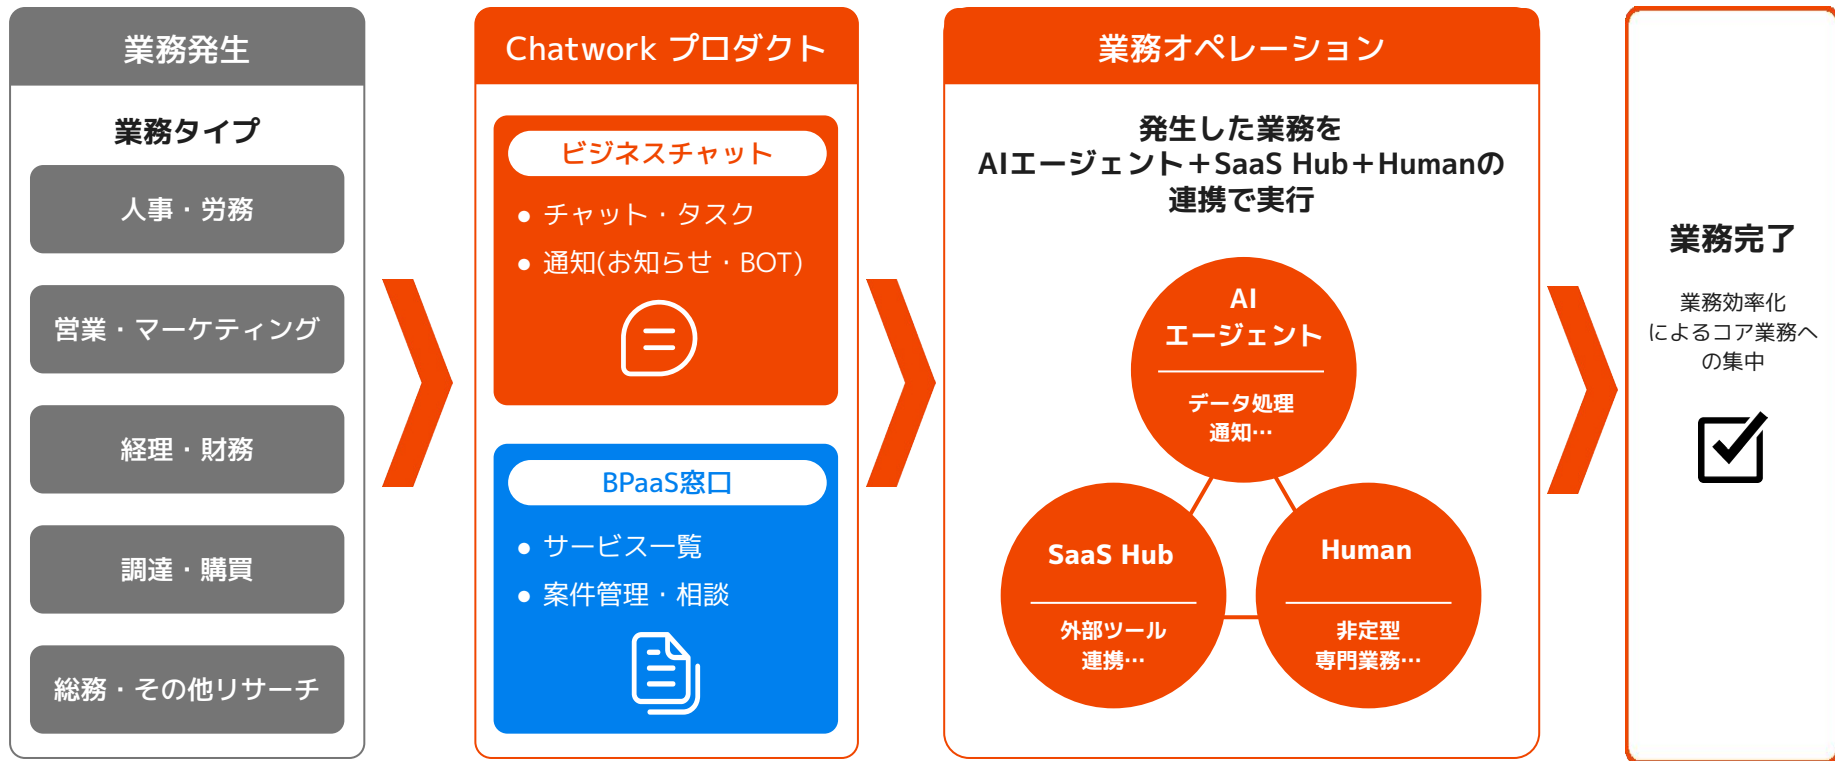 業務発生
業務タイプ
人事・労務
営業・マーケティング
経理・財務
調達・購買
総務・その他リサーチ
Chatwork プロダクト
ビジネスチャット
● チャット・タスク
● 通知(お知らせ・BOT)
BPaaS窓口
● サービス一覧
● 案件管理・相談
業務オペレーション
発生した業務を
AIエージェント＋SaaS Hub＋Humanの
連携で実行
AI
エージェント
データ処理
通知…
SaaS Hub
外部ツール
連携…
Human
非定型
専門業務…
業務完了
業務効率化
によるコア業務へ
の集中